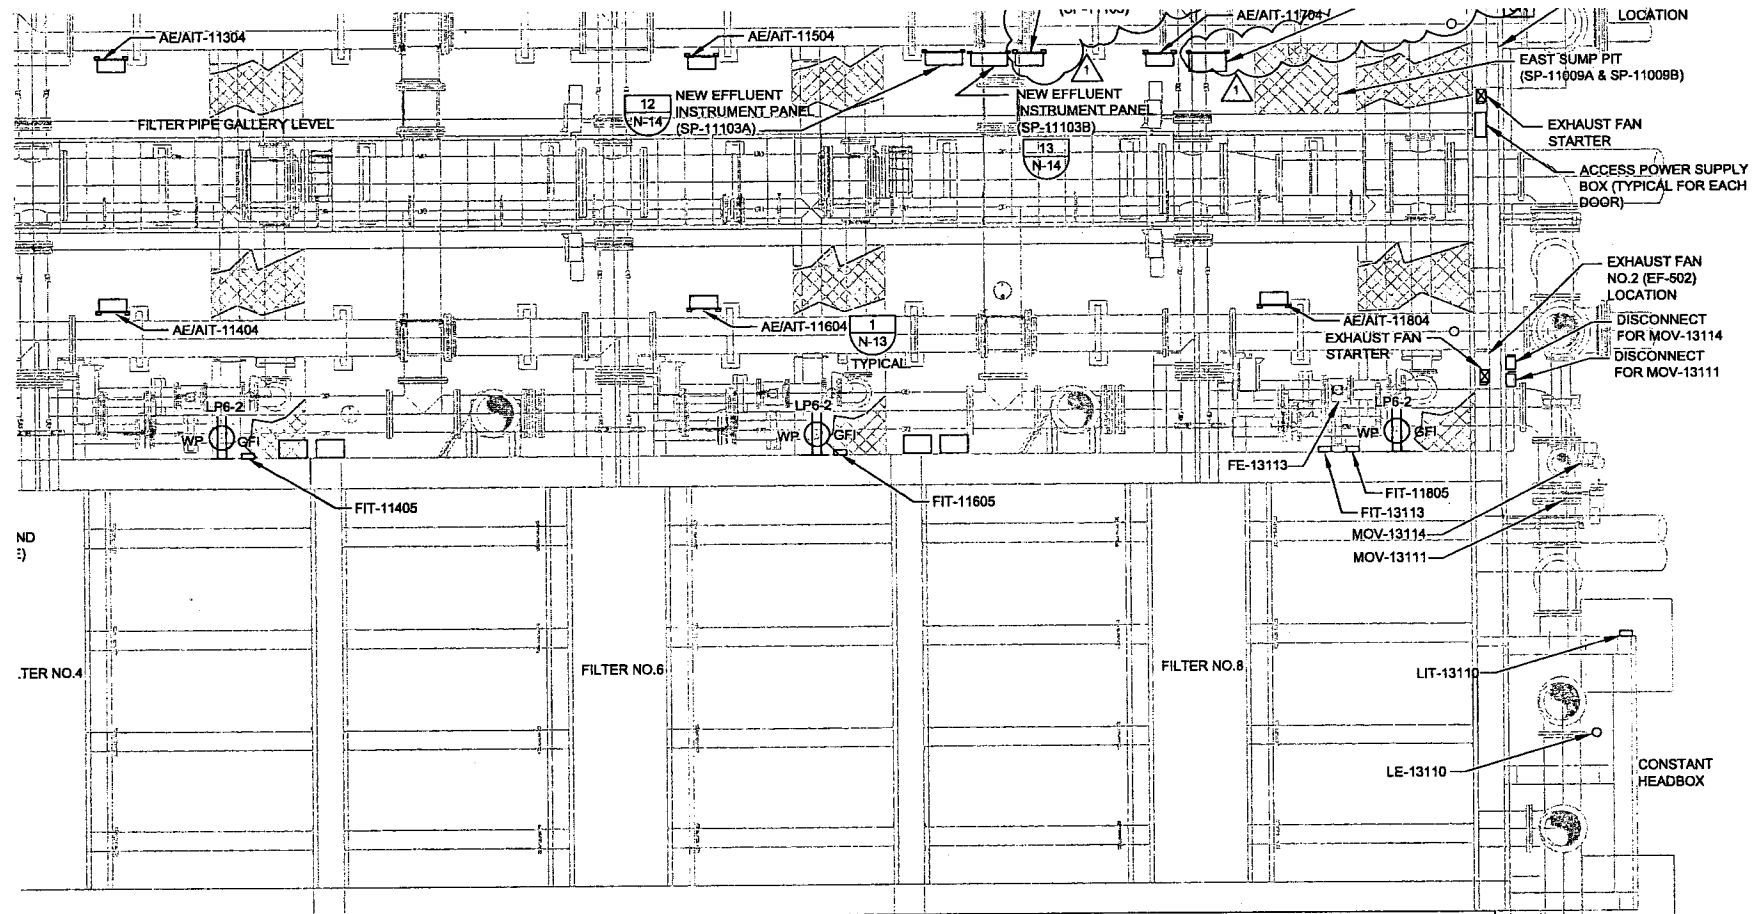 LOCATION
AE/AIT-11304
AE/AIT-11504
AE/AIT-11704
EAST SUMP PIT
(SP-11009A & SP-11009B)
1
1
12
N-14
NEW EFFLUENT
INSTRUMENT PANEL
(SP-11103A)
NEW EFFLUENT
INSTRUMENT PANEL
(SP-11103B)
FILTER PIPE GALLERY LEVEL
EXHAUST FAN
STARTER
13
N-14
ACCESS POWER SUPPLY
BOX (TYPICAL FOR EACH
DOOR)
EXHAUST FAN
NO.2 (EF-502)
LOCATION
AE/AIT-11404
AE/AIT-11604
1
N-13
TYPICAL
AE/AIT-11804
EXHAUST FAN
STARTER
DISCONNECT
FOR MOV-13114
DISCONNECT
FOR MOV-13111
LP6-2
WP
GFI
LP6-2
WP
GFI
LP6-2
WP
GFI
FE-13113
FIT-11405
FIT-11605
FIT-11805
FIT-13113
MOV-13114
MOV-13111
ND
E)
TER NO.4
FILTER NO.6
FILTER NO.8
LIT-13110
LE-13110
CONSTANT
HEADBOX